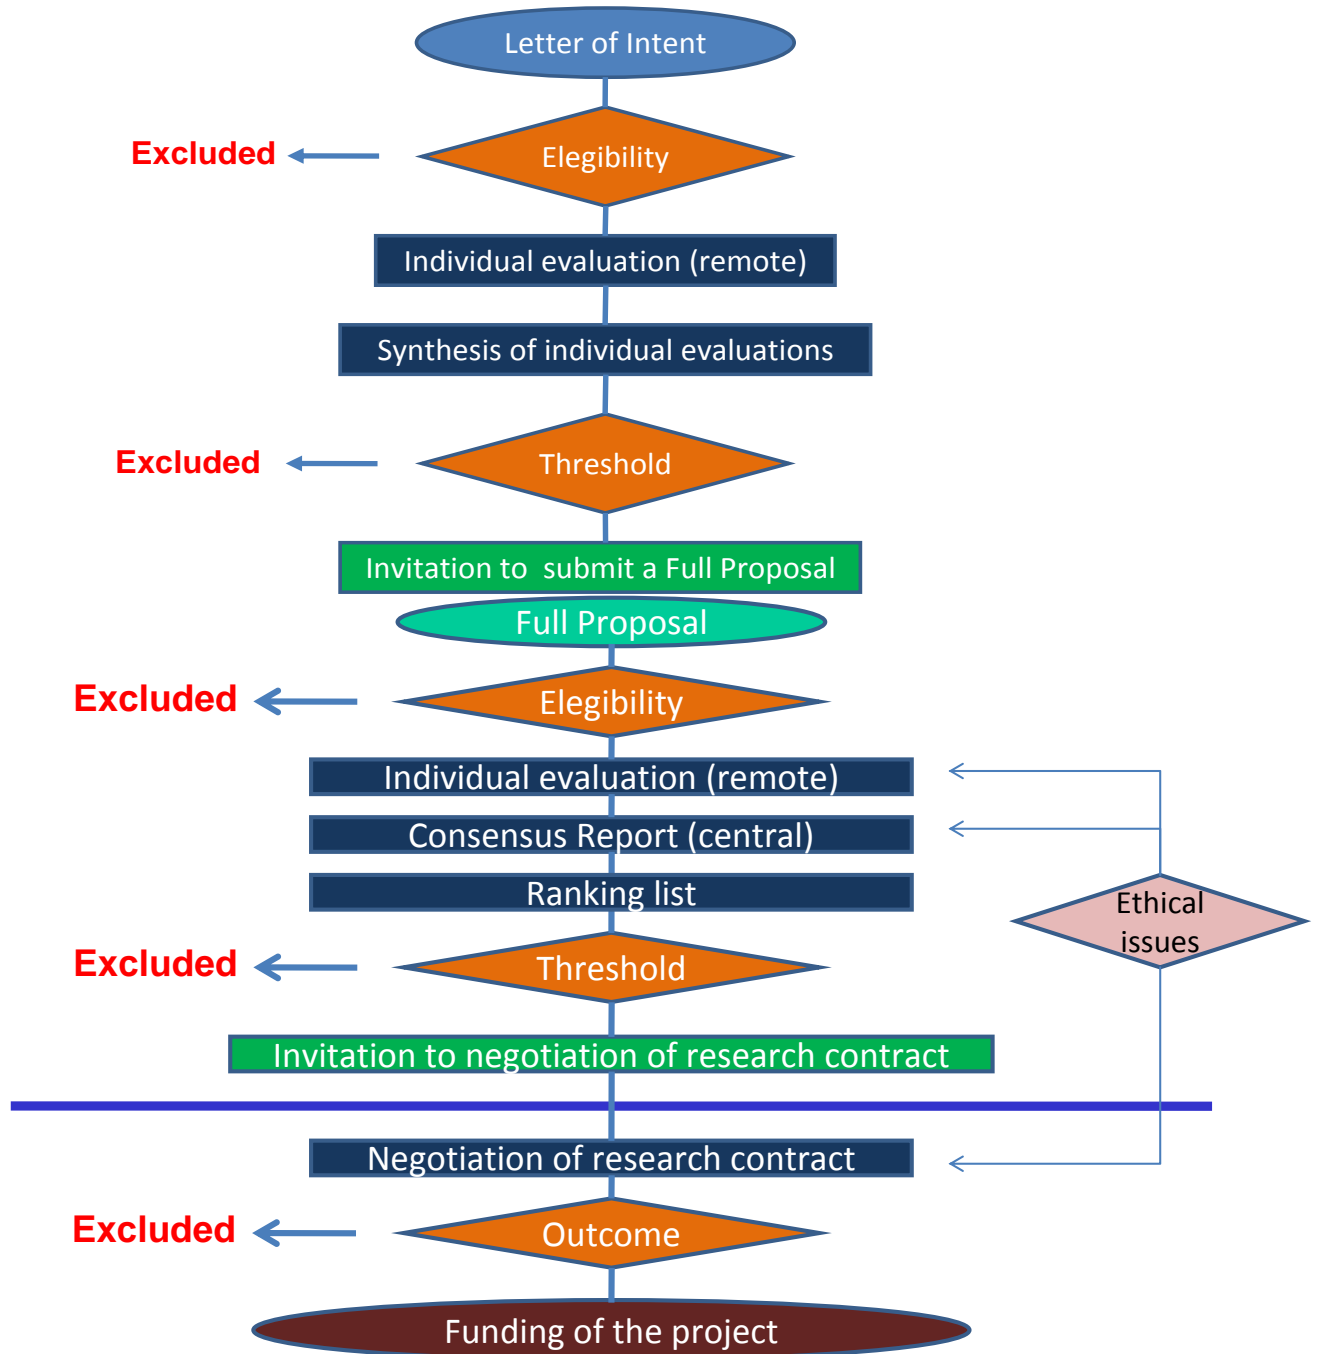 Letter of Intent
Excluded
Elegibility
Individual evaluation (remote)
Synthesis of individual evaluations
Excluded
Threshold
Invitation to  submit a Full Proposal
Full Proposal
Excluded
Elegibility
Individual evaluation (remote)
Consensus Report (central)
Ranking list
Ethical
issues
Excluded
Threshold
Invitation to negotiation of research contract
Negotiation of research contract
Excluded
Outcome
Funding of the project